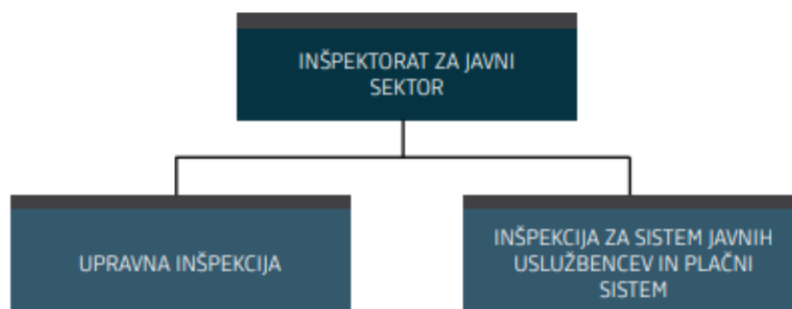 INŠPEKTORAT ZA JAVNI
SEKTOR
UPRAVNA INŠPEKCIJA
INŠPEKCIJA ZA SISTEM JAVNIH
USLUŽBENCEV IN PLAČNI
SISTEM